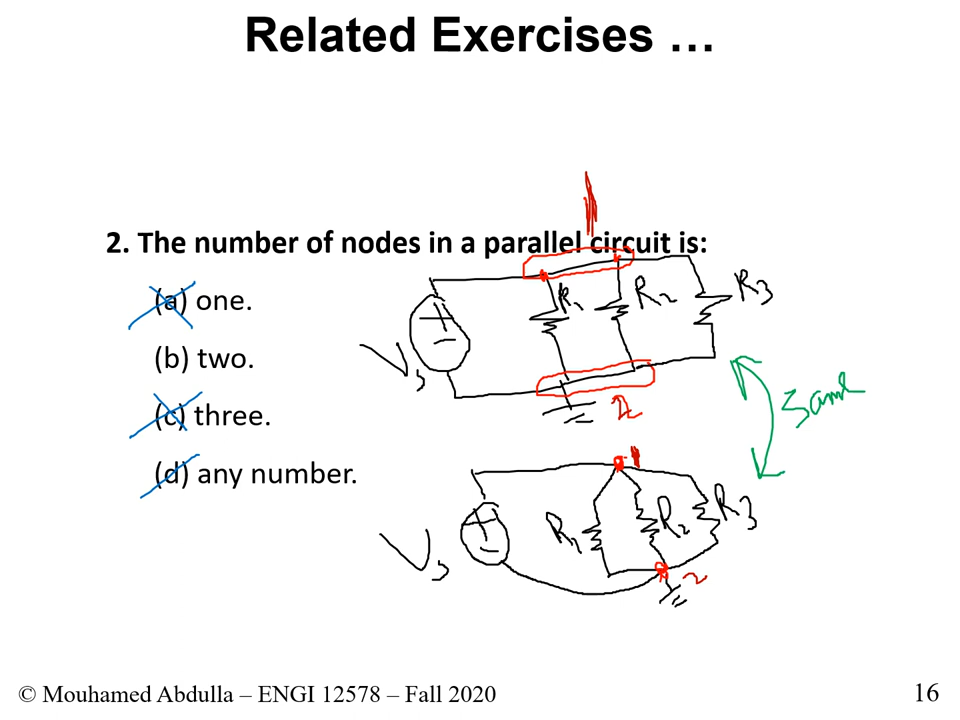 Related Exercises …
2. The number of nodes in a parallel circuit is:
(a) one.
(b) two.
(c) three.
(d) any number.
1
R1 R2 R3
Vs
2
same
1
R1 R2 R3
Vs
2
© Mouhamed Abdulla – ENGI 12578 – Fall 2020
16